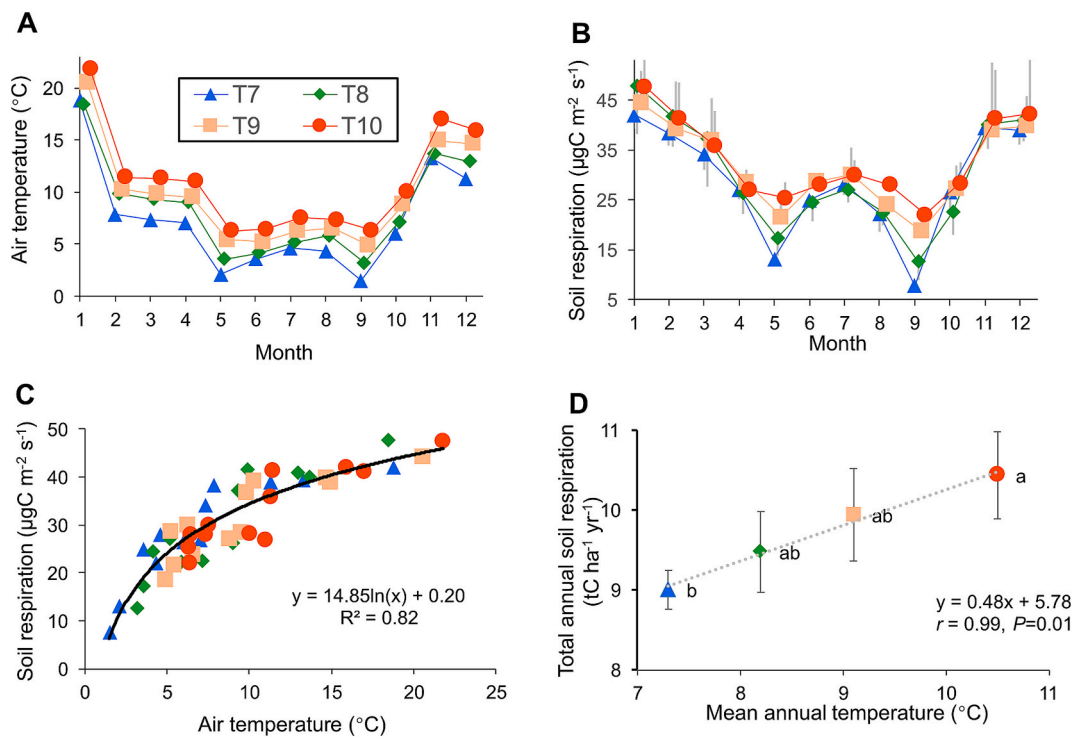 A
Air temperature (°C)
20
15
10
5
0
T7
T8
T9
T10
1 2 3 4 5 6 7 8 9 10 11 12
Month
B
Soil respiration (µgC m⁻² s⁻¹)
45
35
25
15
5
1 2 3 4 5 6 7 8 9 10 11 12
Month
C
Soil respiration (µgC m⁻² s⁻¹)
50
40
30
20
10
0
y = 14.85ln(x) + 0.20
R² = 0.82
0 5 10 15 20 25
Air temperature (°C)
D
Total annual soil respiration
(tC ha⁻¹ yr⁻¹)
11
10
9
8
b
ab
ab
a
y = 0.48x + 5.78
r = 0.99, P=0.01
7 8 9 10 11
Mean annual temperature (°C)